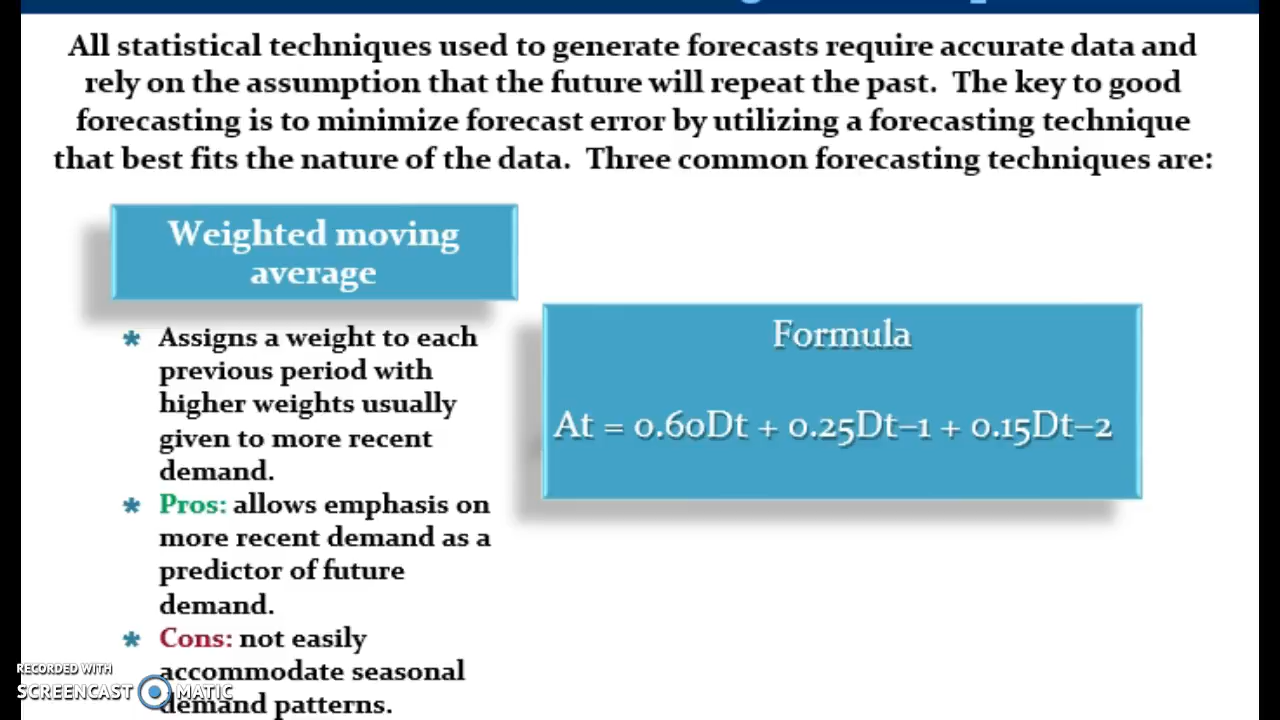 All statistical techniques used to generate forecasts require accurate data and
rely on the assumption that the future will repeat the past. The key to good
forecasting is to minimize forecast error by utilizing a forecasting technique
that best fits the nature of the data. Three common forecasting techniques are:
Weighted moving
average
* Assigns a weight to each
previous period with
higher weights usually
given to more recent
demand.
* Pros: allows emphasis on
more recent demand as a
predictor of future
demand.
* Cons: not easily
accommodate seasonal
demand patterns.
Formula
At = 0.60Dt + 0.25Dt–1 + 0.15Dt–2
RECORDED WITH
SCREENCAST MATIC